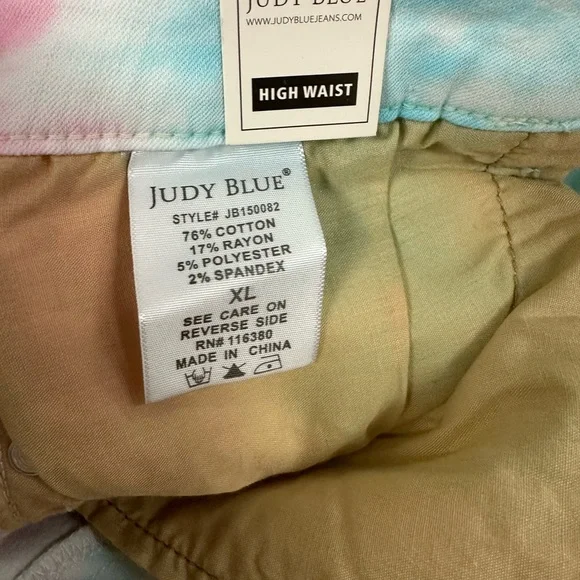 JUDY BLUE
WWW.JUDYBLUEJEANS.COM
HIGH WAIST
JUDY BLUE®
STYLE# JB150082
76% COTTON
17% RAYON
5% POLYESTER
2% SPANDEX
XL
SEE CARE ON
REVERSE SIDE
RN# 116380
MADE IN CHINA